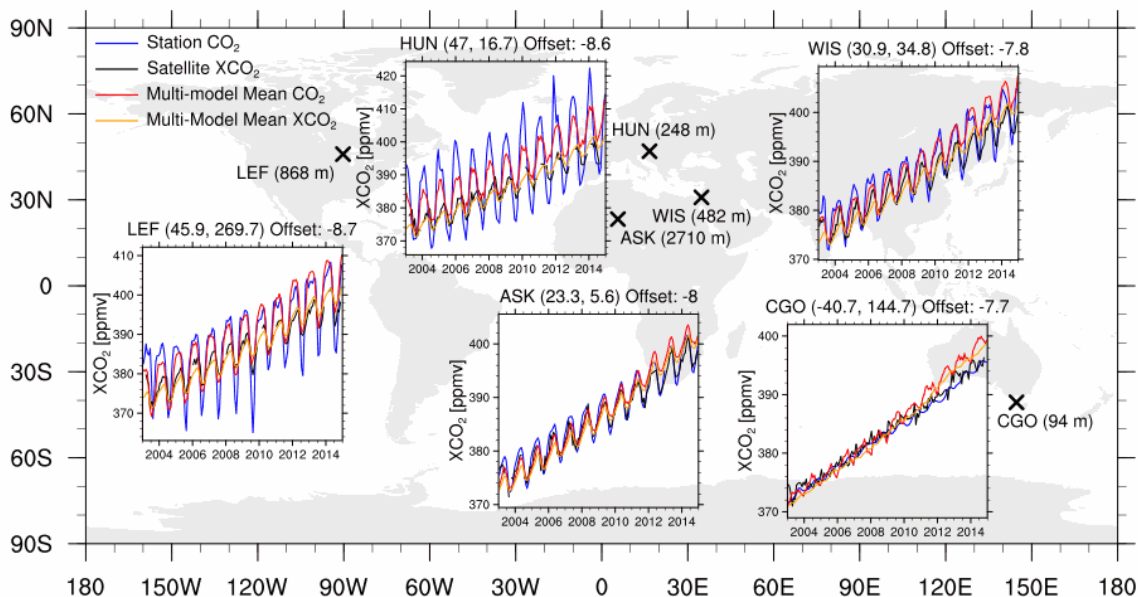 90N
60N
30N
0
30S
60S
90S
Station CO₂
Satellite XCO₂
Multi-model Mean CO₂
Multi-Model Mean XCO₂
HUN (47, 16.7) Offset: -8.6
XCO₂ [ppmv]
420
400
390
380
370
2004 2006 2008 2010 2012 2014
WIS (30.9, 34.8) Offset: -7.8
XCO₂ [ppmv]
400
390
380
372
2004 2006 2008 2010 2012 2014
HUN (248 m)
LEF (868 m)
WIS (482 m)
ASK (2710 m)
LEF (45.9, 269.7) Offset: -8.7
XCO₂ [ppmv]
410
400
390
380
370
2004 2006 2008 2010 2012 2014
ASK (23.3, 5.6) Offset: -8
XCO₂ [ppmv]
400
390
380
370
2004 2006 2008 2010 2012 2014
CGO (-40.7, 144.7) Offset: -7.7
XCO₂ [ppmv]
400
390
380
370
2004 2006 2008 2010 2012 2014
CGO (94 m)
180 150W 120W 90W 60W 30W 0 30E 60E 90E 120E 150E 180